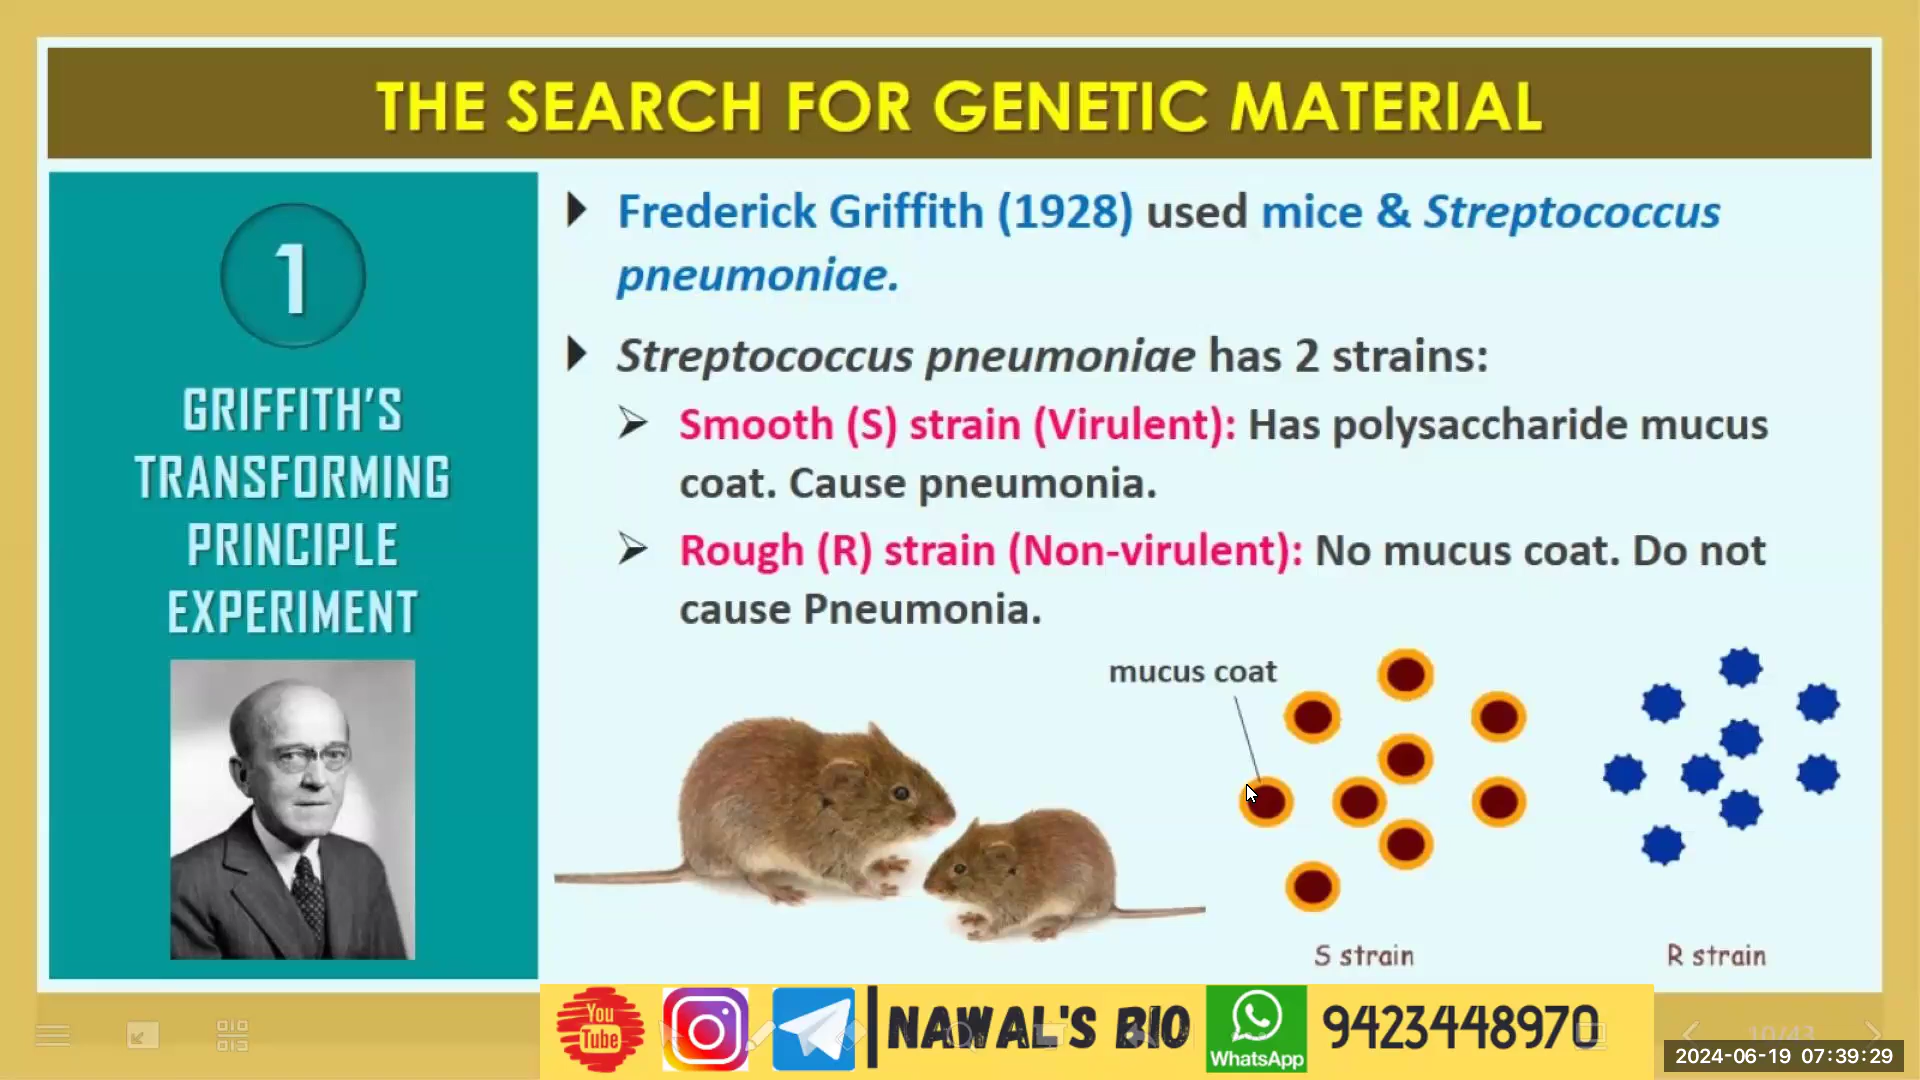 THE SEARCH FOR GENETIC MATERIAL
1
GRIFFITH'S
TRANSFORMING
PRINCIPLE
EXPERIMENT
Frederick Griffith (1928) used mice & Streptococcus
pneumoniae.
Streptococcus pneumoniae has 2 strains:
Smooth (S) strain (Virulent): Has polysaccharide mucus
coat. Cause pneumonia.
Rough (R) strain (Non-virulent): No mucus coat. Do not
cause Pneumonia.
mucus coat
S strain
R strain
You
Tube
NAWAL'S BIO
WhatsApp
9423448970
10/43
2024-06-19 07:39:29